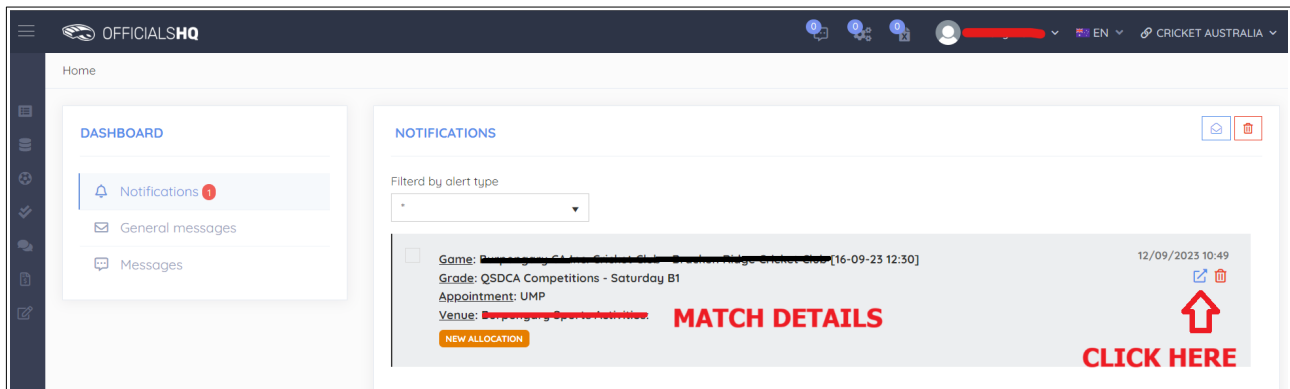 OFFICIALSHQ
0
0
0
EN
CRICKET AUSTRALIA
Home
DASHBOARD
Notifications 1
General messages
Messages
NOTIFICATIONS
Filterd by alert type
*
Game: [16-09-23 12:30]
12/09/2023 10:49
Grade: QSDCA Competitions - Saturday B1
Appointment: UMP
Venue:
MATCH DETAILS
NEW ALLOCATION
CLICK HERE